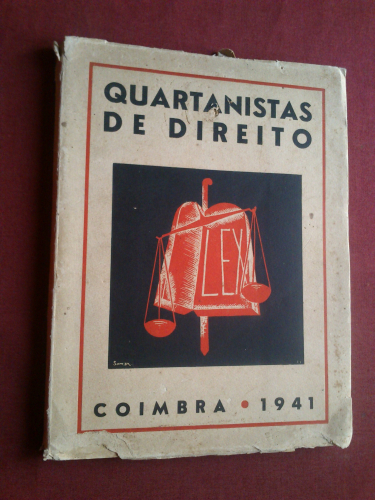 QUARTANISTAS
DE DIREITO
LEX
COIMBRA • 1941